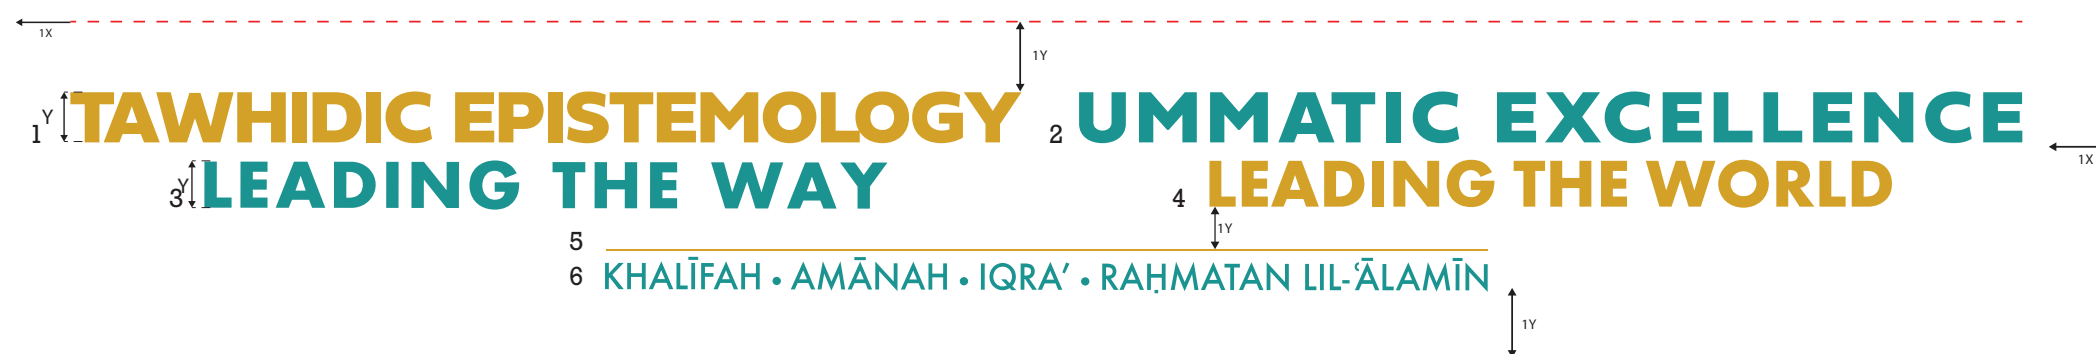 1X
1Y
Y
1 TAWHIDIC EPISTEMOLOGY 2 UMMATIC EXCELLENCE
1X
Y
3 LEADING THE WAY 4 LEADING THE WORLD
1Y
5
6 KHALĪFAH • AMĀNAH • IQRA’ • RAḤMATAN LIL-ʿĀLAMĪN
1Y